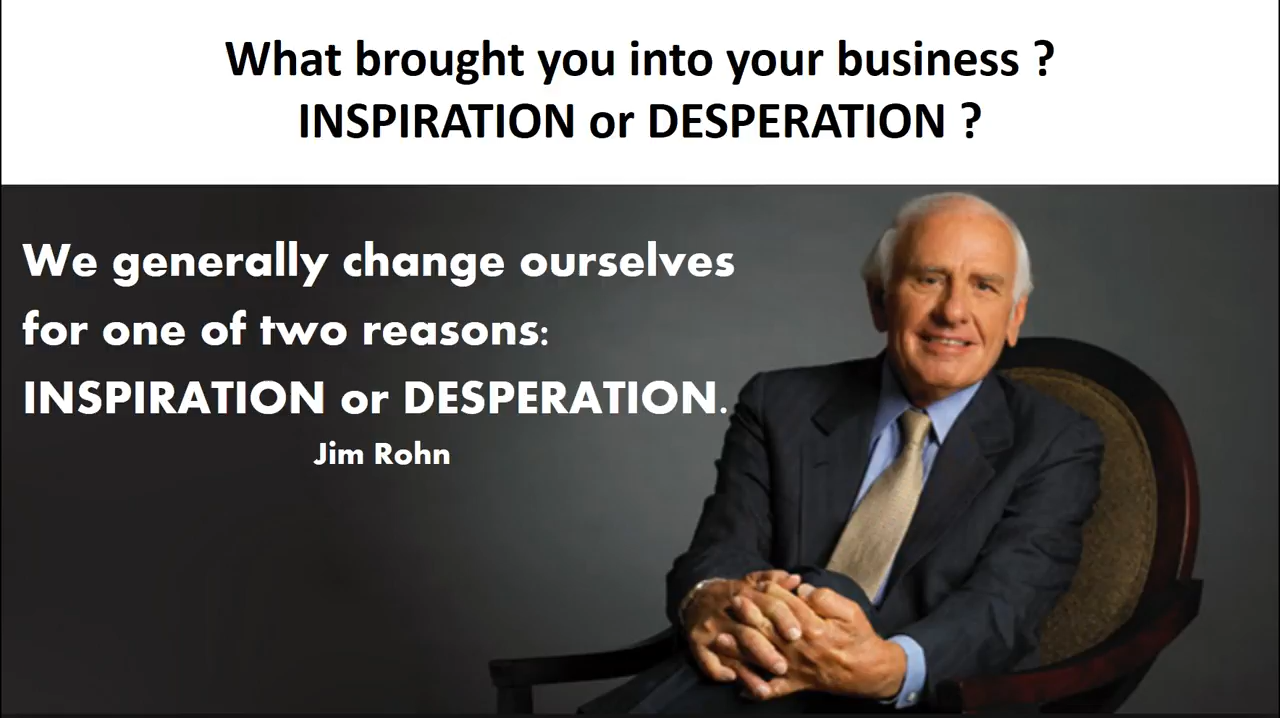 What brought you into your business ?
INSPIRATION or DESPERATION ?
We generally change ourselves
for one of two reasons:
INSPIRATION or DESPERATION.
Jim Rohn